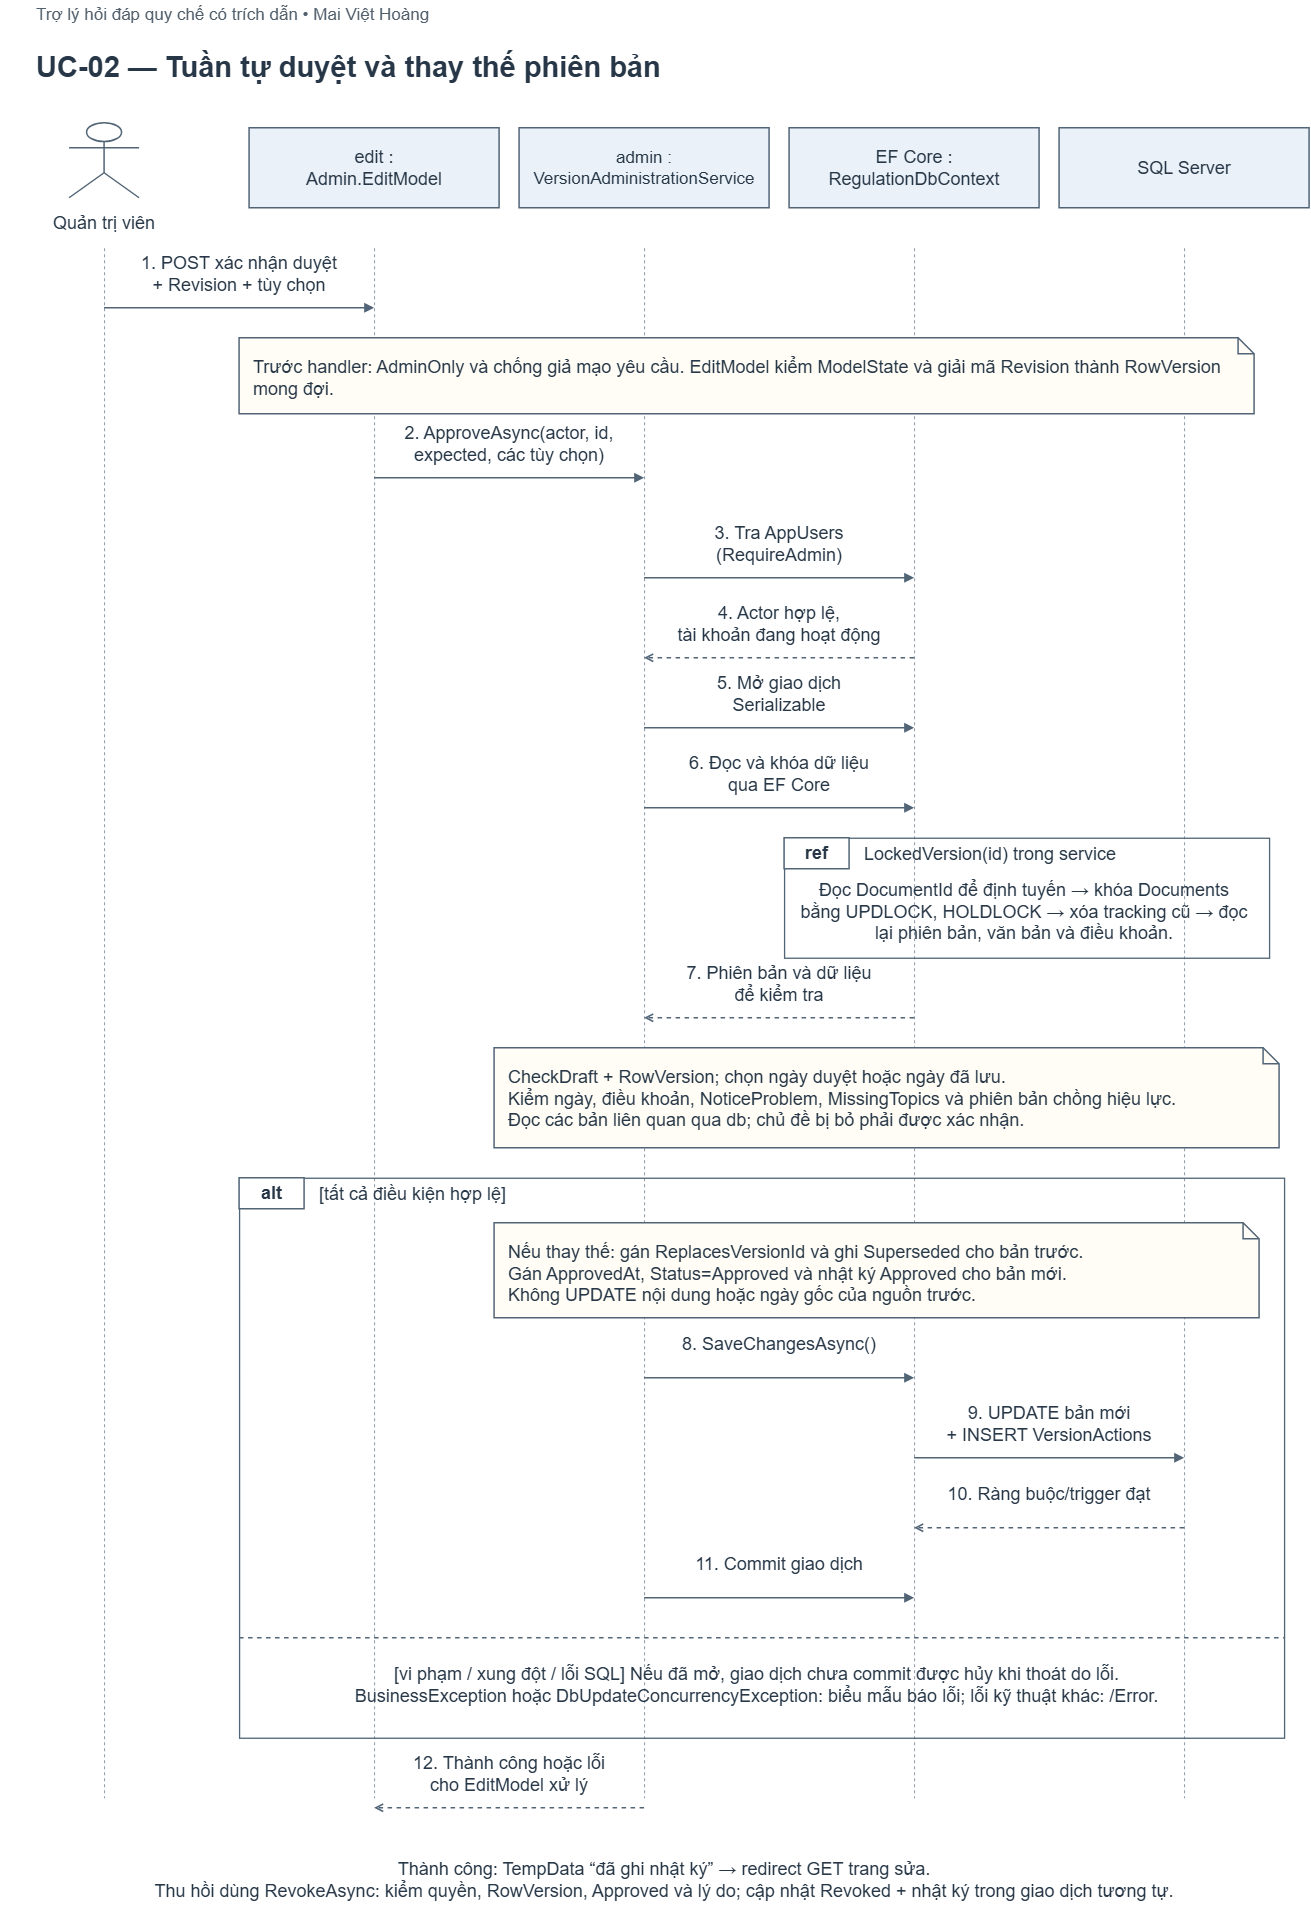 Trợ lý hỏi đáp quy chế có trích dẫn • Mai Việt Hoàng
UC-02 — Tuần tự duyệt và thay thế phiên bản
Quản trị viên
edit :
Admin.EditModel
admin :
VersionAdministrationService
EF Core :
RegulationDbContext
SQL Server
1. POST xác nhận duyệt
+ Revision + tùy chọn
Trước handler: AdminOnly và chống giả mạo yêu cầu. EditModel kiểm ModelState và giải mã Revision thành RowVersion
mong đợi.
2. ApproveAsync(actor, id,
expected, các tùy chọn)
3. Tra AppUsers
(RequireAdmin)
4. Actor hợp lệ,
tài khoản đang hoạt động
5. Mở giao dịch
Serializable
6. Đọc và khóa dữ liệu
qua EF Core
ref
LockedVersion(id) trong service
Đọc DocumentId để định tuyến → khóa Documents
bằng UPDLOCK, HOLDLOCK → xóa tracking cũ → đọc
lại phiên bản, văn bản và điều khoản.
7. Phiên bản và dữ liệu
để kiểm tra
CheckDraft + RowVersion; chọn ngày duyệt hoặc ngày đã lưu.
Kiểm ngày, điều khoản, NoticeProblem, MissingTopics và phiên bản chồng hiệu lực.
Đọc các bản liên quan qua db; chủ đề bị bỏ phải được xác nhận.
alt
[tất cả điều kiện hợp lệ]
Nếu thay thế: gán ReplacesVersionId và ghi Superseded cho bản trước.
Gán ApprovedAt, Status=Approved và nhật ký Approved cho bản mới.
Không UPDATE nội dung hoặc ngày gốc của nguồn trước.
8. SaveChangesAsync()
9. UPDATE bản mới
+ INSERT VersionActions
10. Ràng buộc/trigger đạt
11. Commit giao dịch
[vi phạm / xung đột / lỗi SQL] Nếu đã mở, giao dịch chưa commit được hủy khi thoát do lỗi.
BusinessException hoặc DbUpdateConcurrencyException: biểu mẫu báo lỗi; lỗi kỹ thuật khác: /Error.
12. Thành công hoặc lỗi
cho EditModel xử lý
Thành công: TempData “đã ghi nhật ký” → redirect GET trang sửa.
Thu hồi dùng RevokeAsync: kiểm quyền, RowVersion, Approved và lý do; cập nhật Revoked + nhật ký trong giao dịch tương tự.